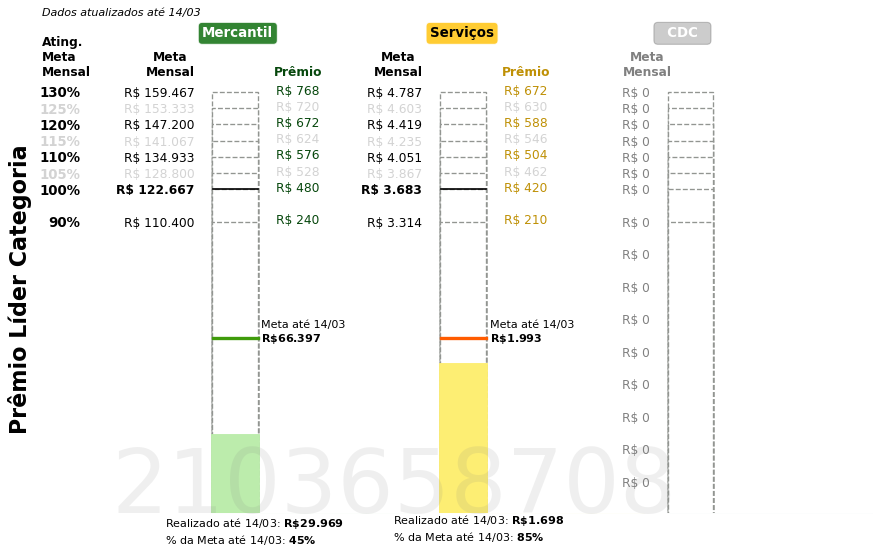 Dados atualizados até 14/03
Mercantil
Serviços
CDC
Ating.
Meta
Mensal
Meta
Mensal
Prêmio
Meta
Mensal
Prêmio
Meta
Mensal
130% R$ 159.467 R$ 768 R$ 4.787 R$ 672 R$ 0
125% R$ 153.333 R$ 720 R$ 4.603 R$ 630 R$ 0
120% R$ 147.200 R$ 672 R$ 4.419 R$ 588 R$ 0
115% R$ 141.067 R$ 624 R$ 4.235 R$ 546 R$ 0
110% R$ 134.933 R$ 576 R$ 4.051 R$ 504 R$ 0
105% R$ 128.800 R$ 528 R$ 3.867 R$ 462 R$ 0
100% R$ 122.667 R$ 480 R$ 3.683 R$ 420 R$ 0
90% R$ 110.400 R$ 240 R$ 3.314 R$ 210 R$ 0
R$ 0
R$ 0
R$ 0
R$ 0
R$ 0
R$ 0
R$ 0
R$ 0
Meta até 14/03
R$66.397
Meta até 14/03
R$1.993
Prêmio Líder Categoria
2103658708
Realizado até 14/03: R$29.969
% da Meta até 14/03: 45%
Realizado até 14/03: R$1.698
% da Meta até 14/03: 85%